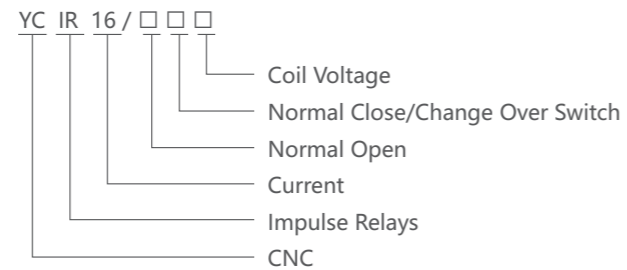 YC IR 16/□□□
Coil Voltage
Normal Close/Change Over Switch
Normal Open
Current
Impulse Relays
CNC